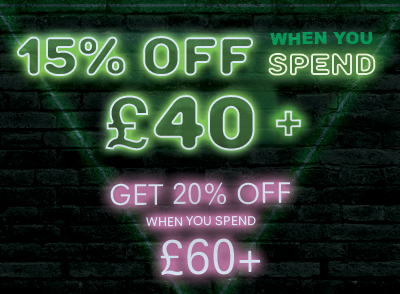 15% OFF WHEN YOU SPEND
£40 +
GET 20% OFF
WHEN YOU SPEND
£60+